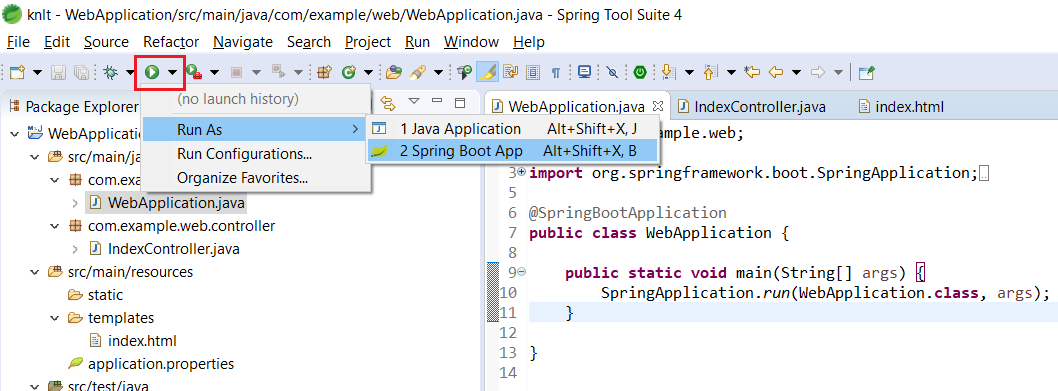 knlt - WebApplication/src/main/java/com/example/web/WebApplication.java - Spring Tool Suite 4
File Edit Source Refactor Navigate Search Project Run Window Help
Package Explorer
(no launch history)
Run As
Run Configurations...
Organize Favorites...
1 Java Application Alt+Shift+X, J
2 Spring Boot App Alt+Shift+X, B
WebApplicatio
src/main/ja
com.exa
WebApplication.java
com.example.web.controller
IndexController.java
src/main/resources
static
templates
index.html
application.properties
src/test/java
WebApplication.java IndexController.java index.html
ample.web;
3 import org.springframework.boot.SpringApplication;
5
6 @SpringBootApplication
7 public class WebApplication {
8
9 public static void main(String[] args) {
10 SpringApplication.run(WebApplication.class, args);
11 }
12
13 }
14